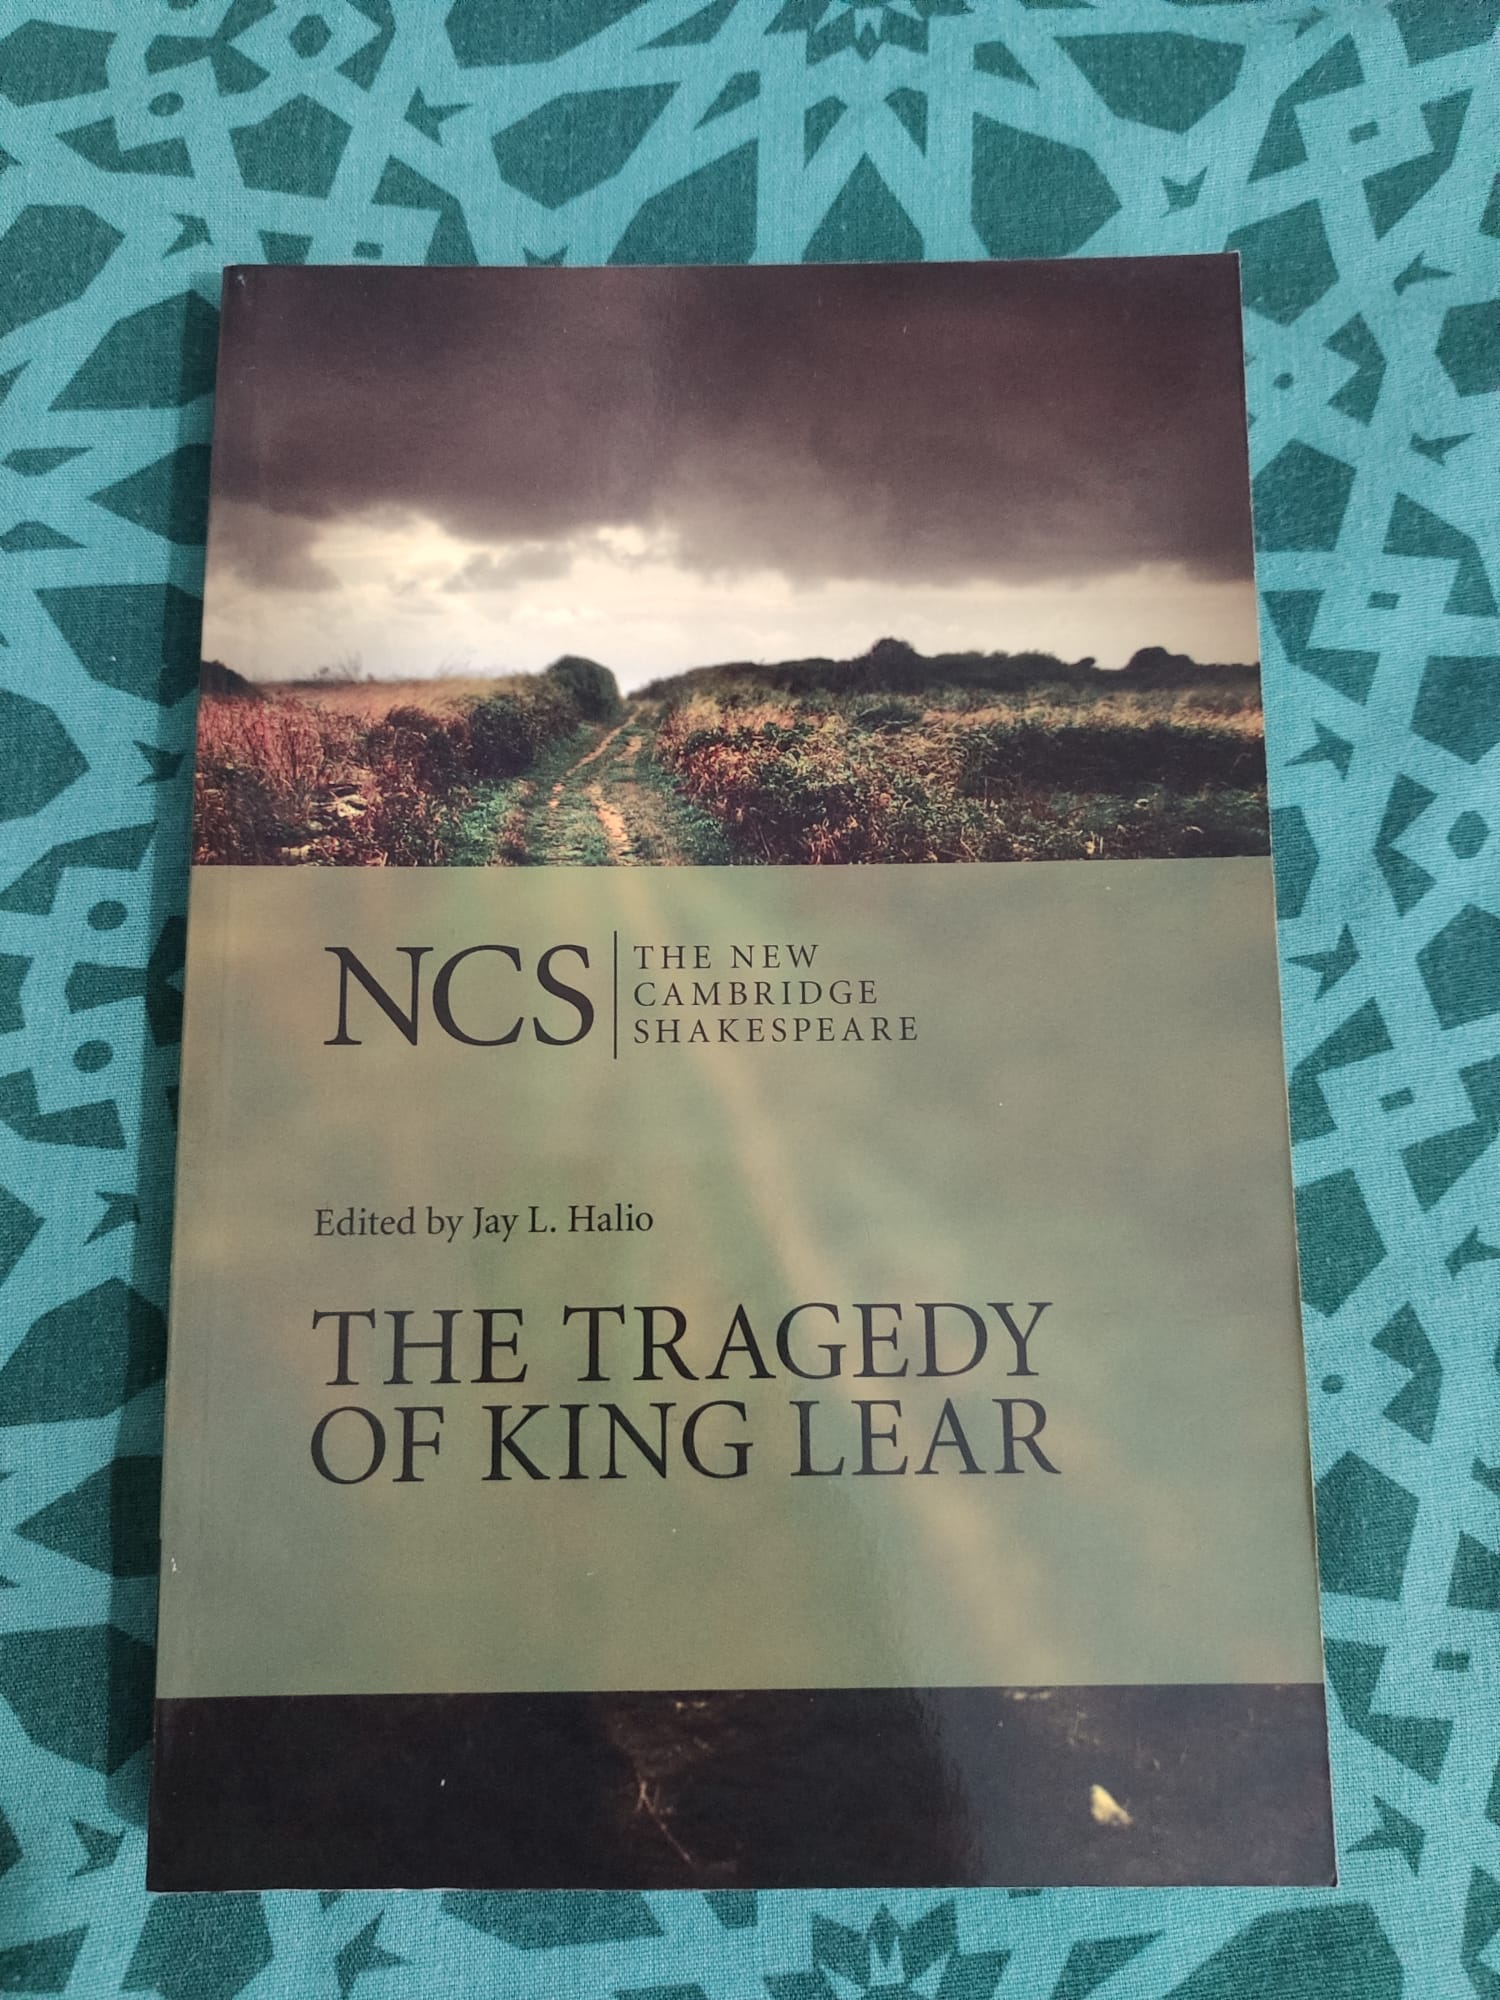 NCS
THE NEW
CAMBRIDGE
SHAKESPEARE
Edited by Jay L. Halio
THE TRAGEDY
OF KING LEAR